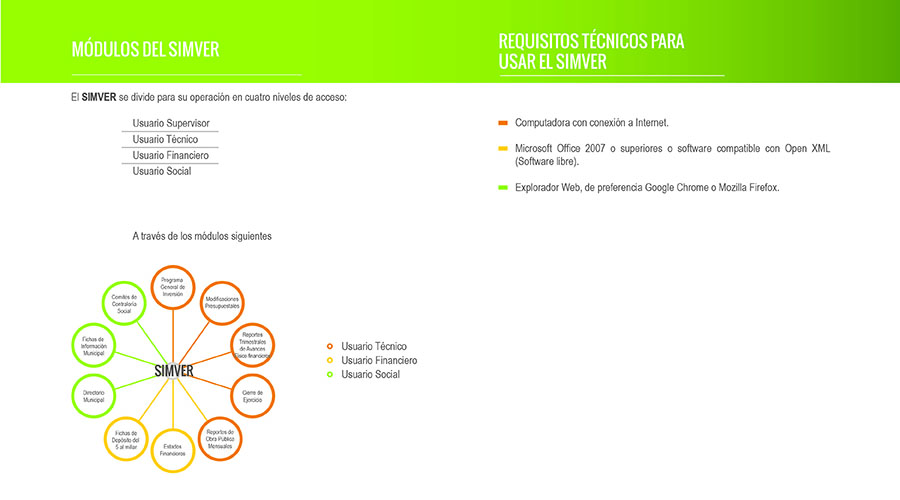 MÓDULOS DEL SIMVER
El SIMVER se divide para su operación en cuatro niveles de acceso:
Usuario Supervisor
Usuario Técnico
Usuario Financiero
Usuario Social
A través de los módulos siguientes
Programa
General de
Inversión
Modificaciones
Presupuestales
Reportes
Trimestrales
de Avances
Físico financiero
Cierre de
Ejercicio
Reportes de
Obra Pública
Mensuales
Estados
Financieros
Fichas de
Depósito del
5 al millar
Directorio
Municipal
Fichas de
Información
Municipal
Comités de
Contraloría
Social
SIMVER
Usuario Técnico
Usuario Financiero
Usuario Social
REQUISITOS TÉCNICOS PARA
USAR EL SIMVER
Computadora con conexión a Internet.
Microsoft Office 2007 o superiores o software compatible con Open XML
(Software libre).
Explorador Web, de preferencia Google Chrome o Mozilla Firefox.